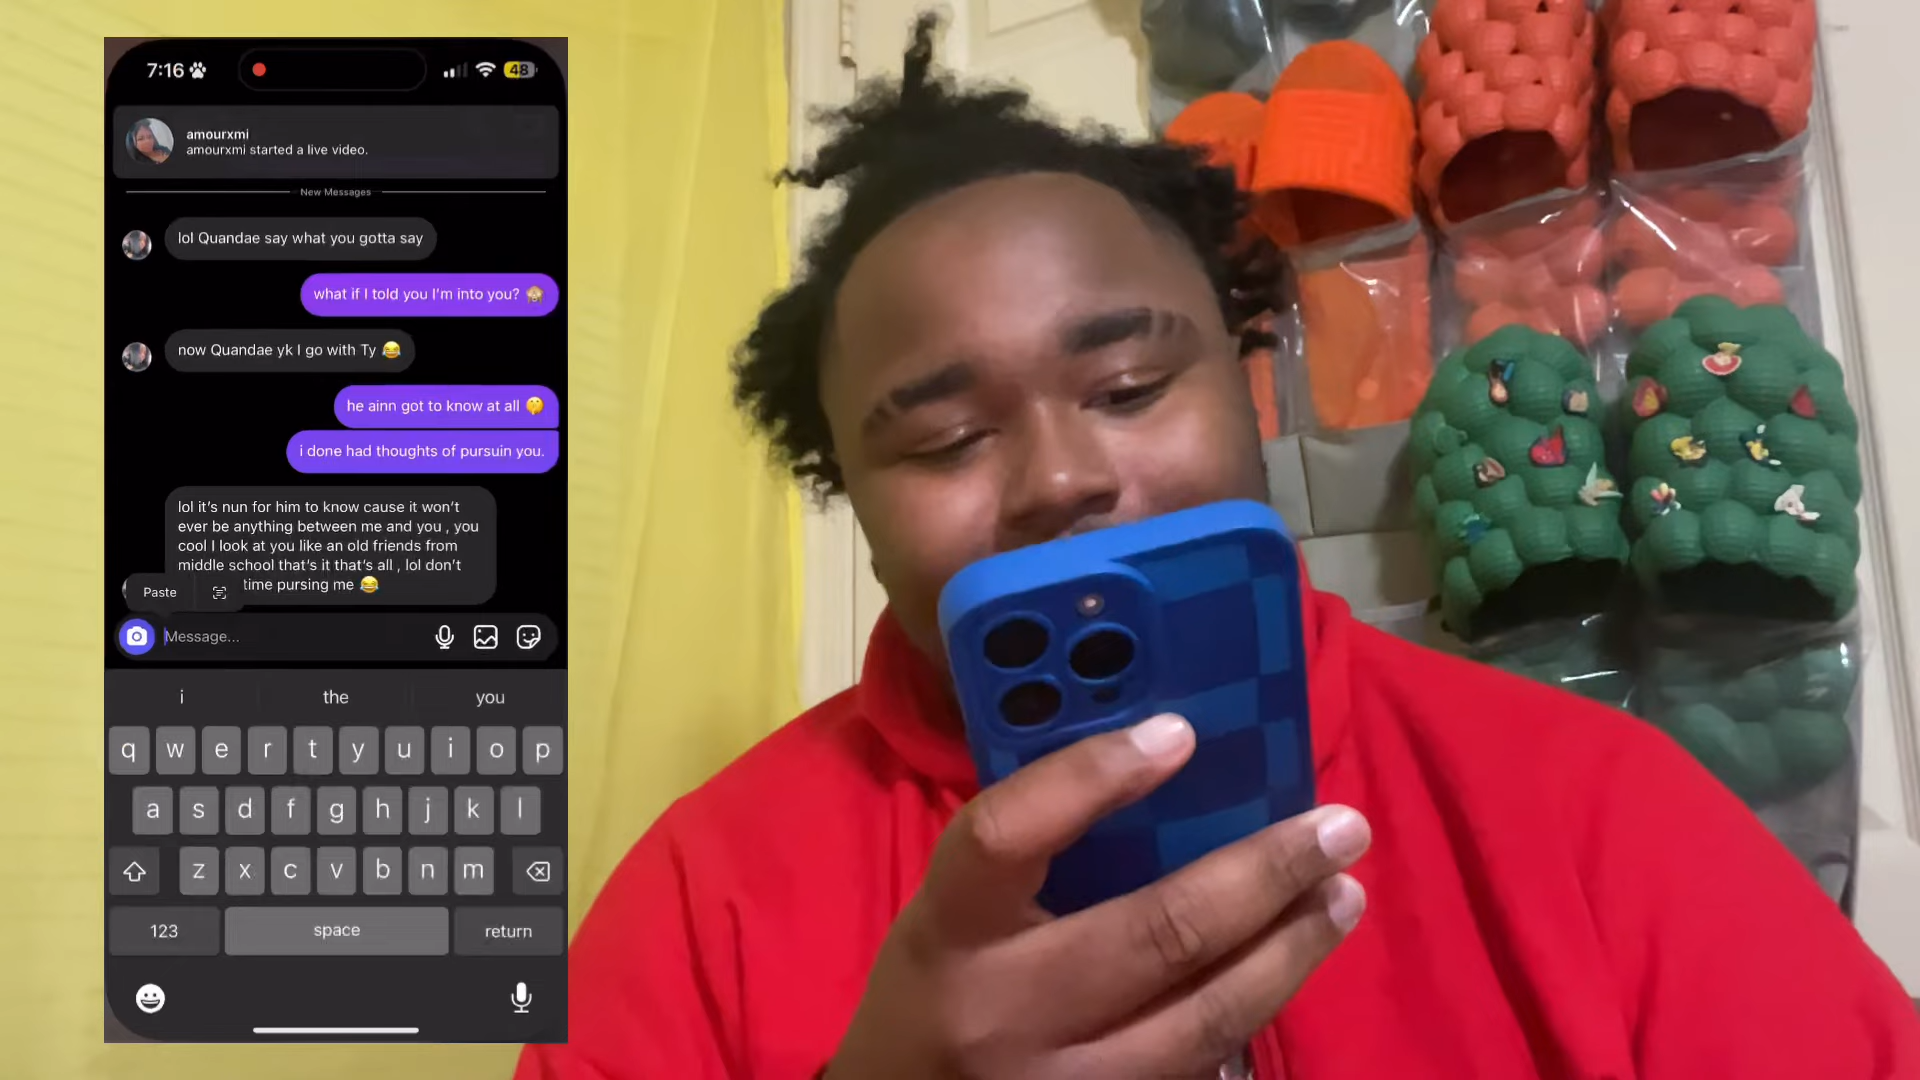 7:16
48
amourxmi
amourxmi started a live video.
New Messages
lol Quandae say what you gotta say
what if I told you I'm into you? 🙈
now Quandae yk I go with Ty 😂
he ainn got to know at all 🤫
i done had thoughts of pursuin you.
lol it's nun for him to know cause it won't
ever be anything between me and you , you
cool I look at you like an old friends from
middle school that's it that's all , lol don't
time pursing me 😂
Paste
Message...
i the you
q w e r t y u i o p
a s d f g h j k l
z x c v b n m
123 space return